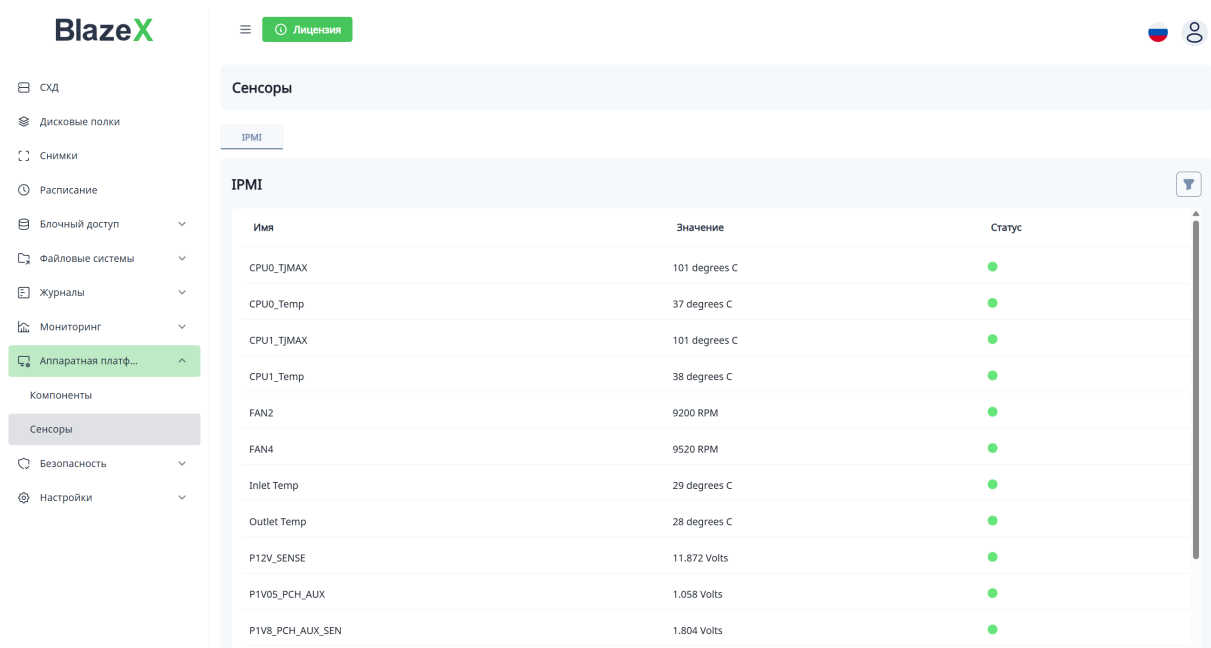 BlazeX
Лицензия
СХД
Дисковые полки
Снимки
Расписание
Блочный доступ
Файловые системы
Журналы
Мониторинг
Аппаратная платф...
Компоненты
Сенсоры
Безопасность
Настройки
Сенсоры
IPMI
IPMI
Имя Значение Статус
CPU0_TJMAX 101 degrees C
CPU0_Temp 37 degrees C
CPU1_TJMAX 101 degrees C
CPU1_Temp 38 degrees C
FAN2 9200 RPM
FAN4 9520 RPM
Inlet Temp 29 degrees C
Outlet Temp 28 degrees C
P12V_SENSE 11.872 Volts
P1V05_PCH_AUX 1.058 Volts
P1V8_PCH_AUX_SEN 1.804 Volts